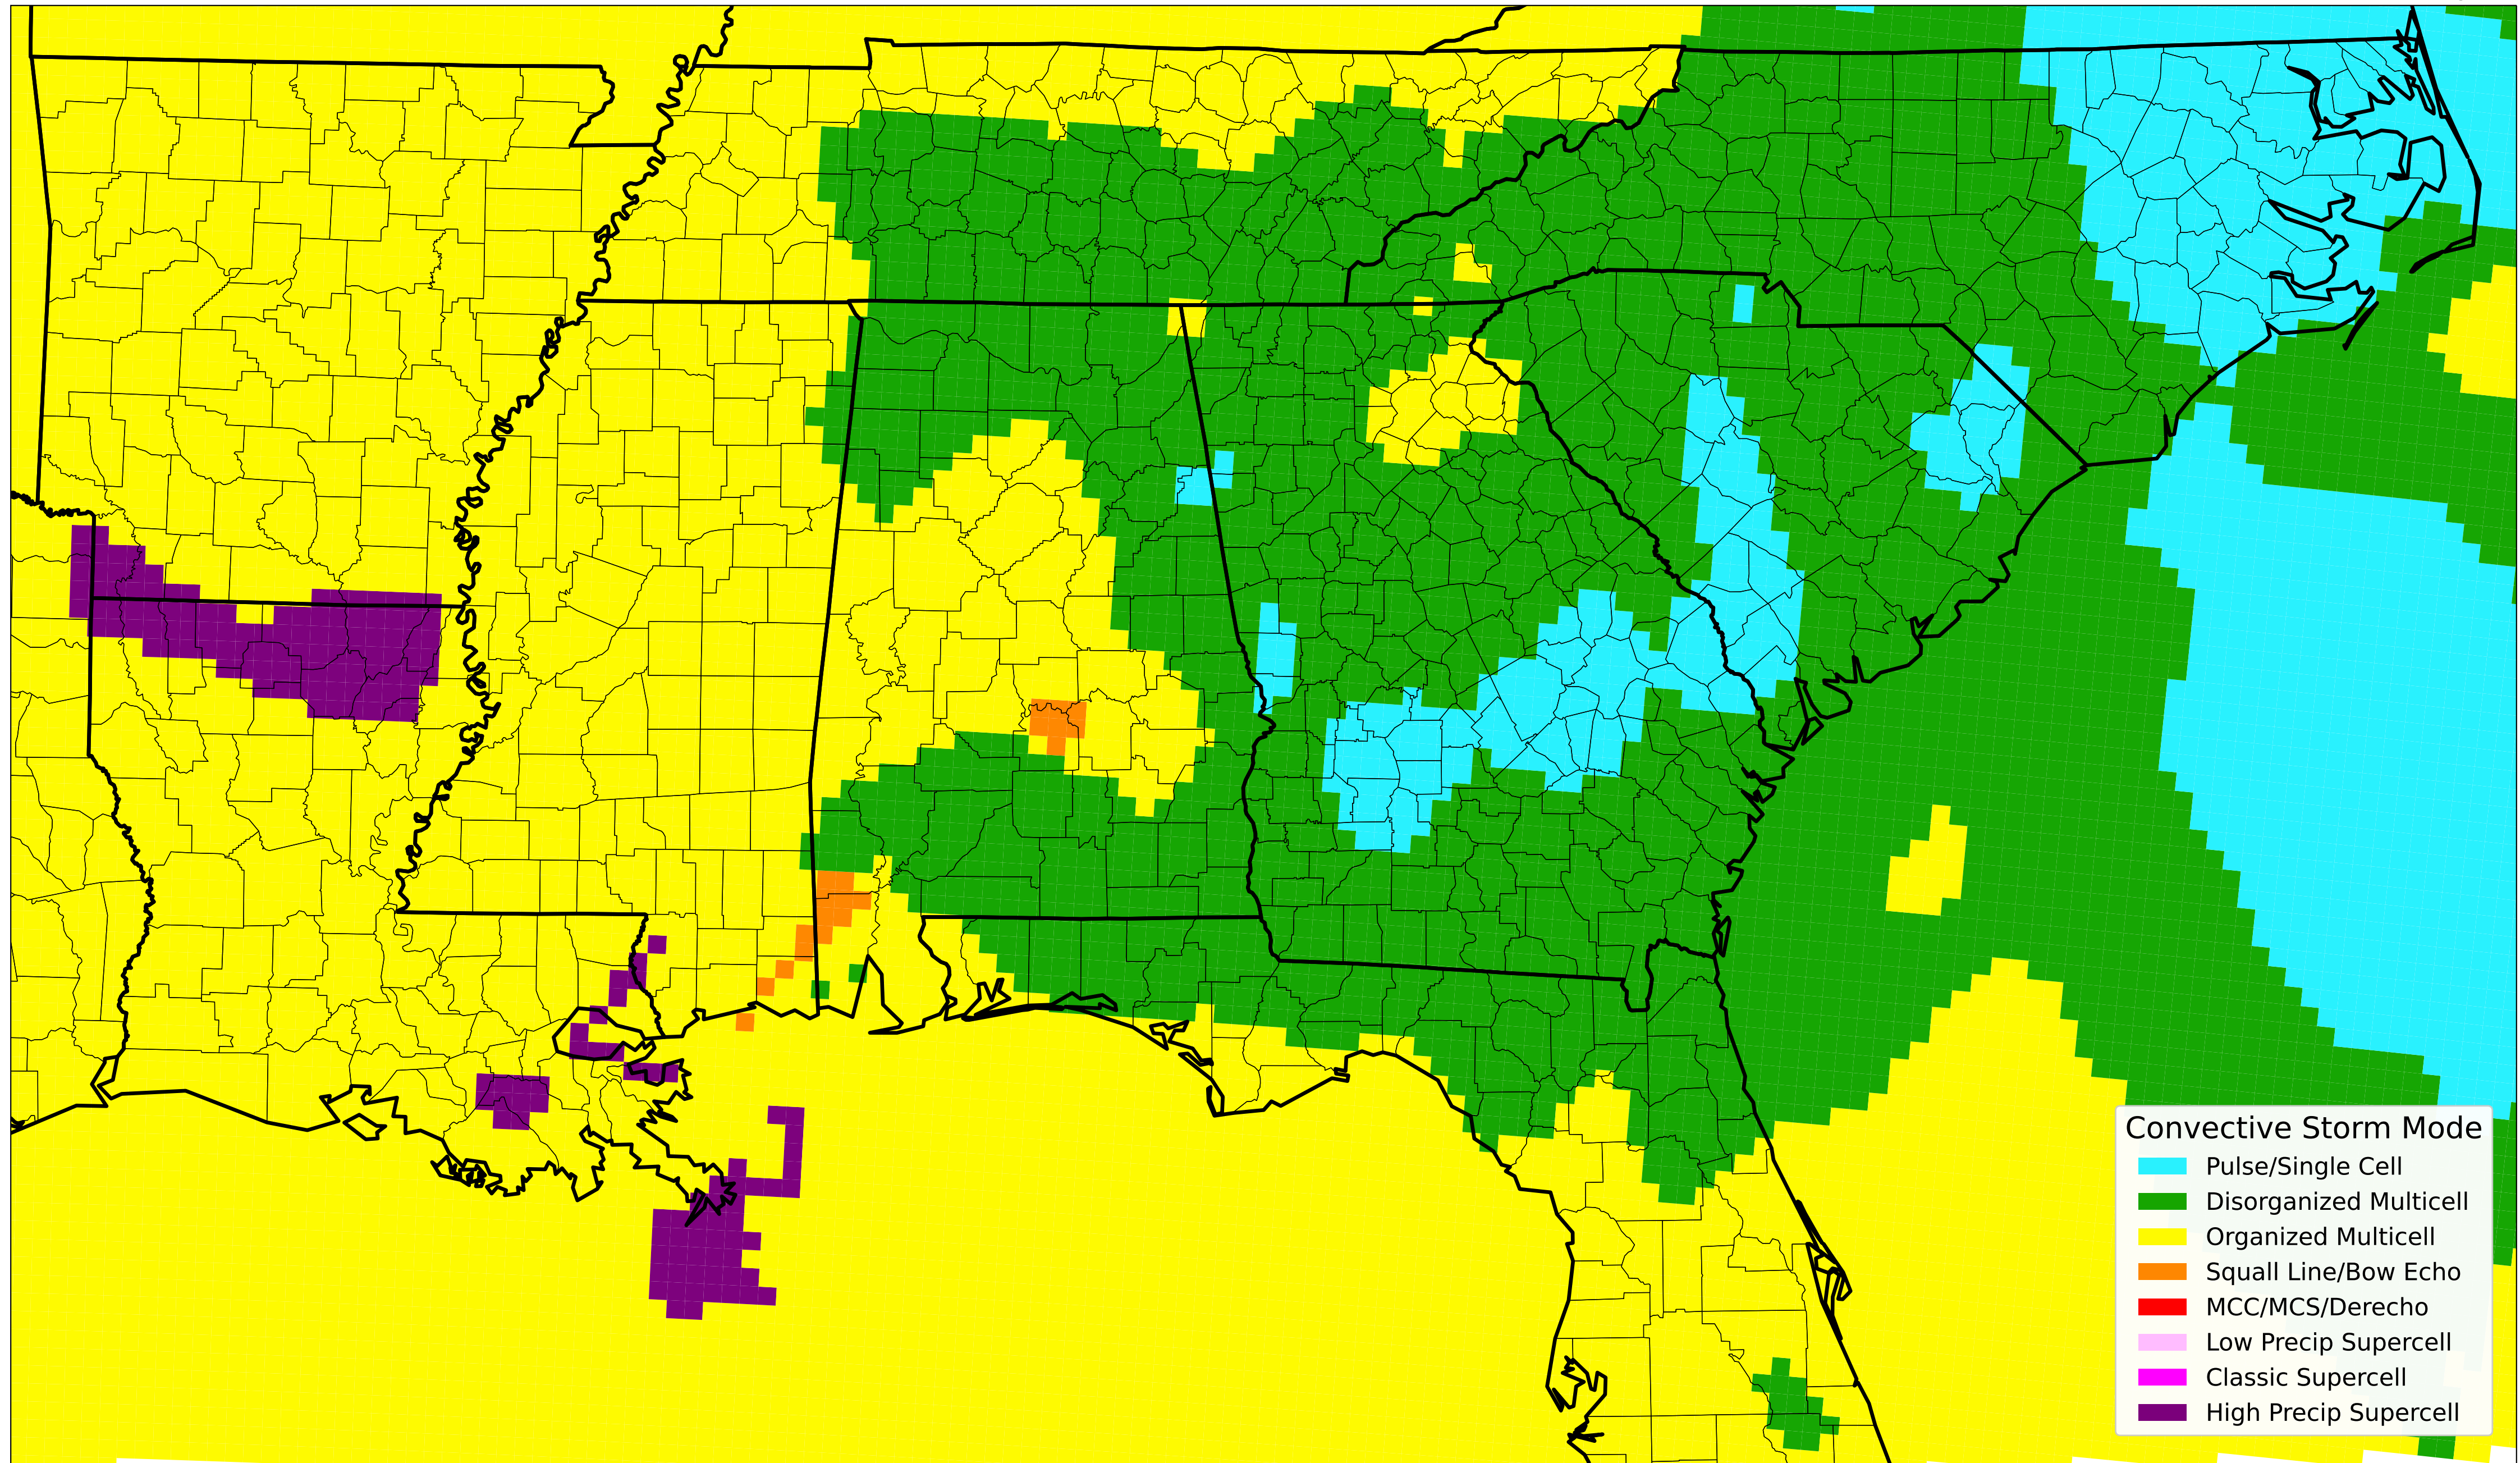 Convective Storm Mode
Pulse/Single Cell
Disorganized Multicell
Organized Multicell
Squall Line/Bow Echo
MCC/MCS/Derecho
Low Precip Supercell
Classic Supercell
High Precip Supercell